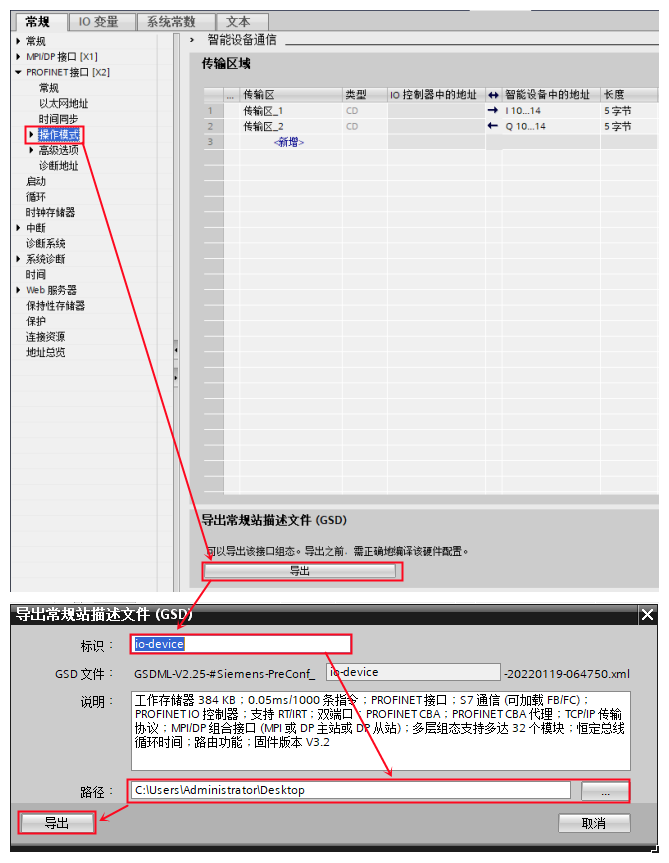 常规 IO 变量 系统常数 文本
常规
MPI/DP 接口 [X1]
PROFINET接口 [X2]
常规
以太网地址
时间同步
操作模式
高级选项
诊断地址
启动
循环
时钟存储器
中断
诊断系统
系统诊断
时间
Web 服务器
保持性存储器
保护
连接资源
地址总览
智能设备通信
传输区域
... 传输区 类型 IO 控制器中的地址 ↔ 智能设备中的地址 长度
1 传输区_1 CD → I 10...14 5 字节
2 传输区_2 CD ← Q 10...14 5 字节
3 <新增>
导出常规站描述文件 (GSD)
可以导出该接口组态。导出之前，需正确地编译该硬件配置。
导出
导出常规站描述文件 (GSD)
标识： io-device
GSD 文件： GSDML-V2.25-#Siemens-PreConf_ io-device -20220119-064750.xml
说明： 工作存储器 384 KB；0.05ms/1000 条指令；PROFINET接口；S7 通信 (可加载 FB/FC)；
PROFINET IO 控制器；支持 RT/IRT；双端口；PROFINET CBA；PROFINET CBA 代理；TCP/IP 传输
协议；MPI/DP 组合接口 (MPI 或 DP 主站或 DP 从站)；多层组态支持多达 32 个模块；恒定总线
循环时间；路由功能；固件版本 V3.2
路径： C:\Users\Administrator\Desktop ...
导出 取消